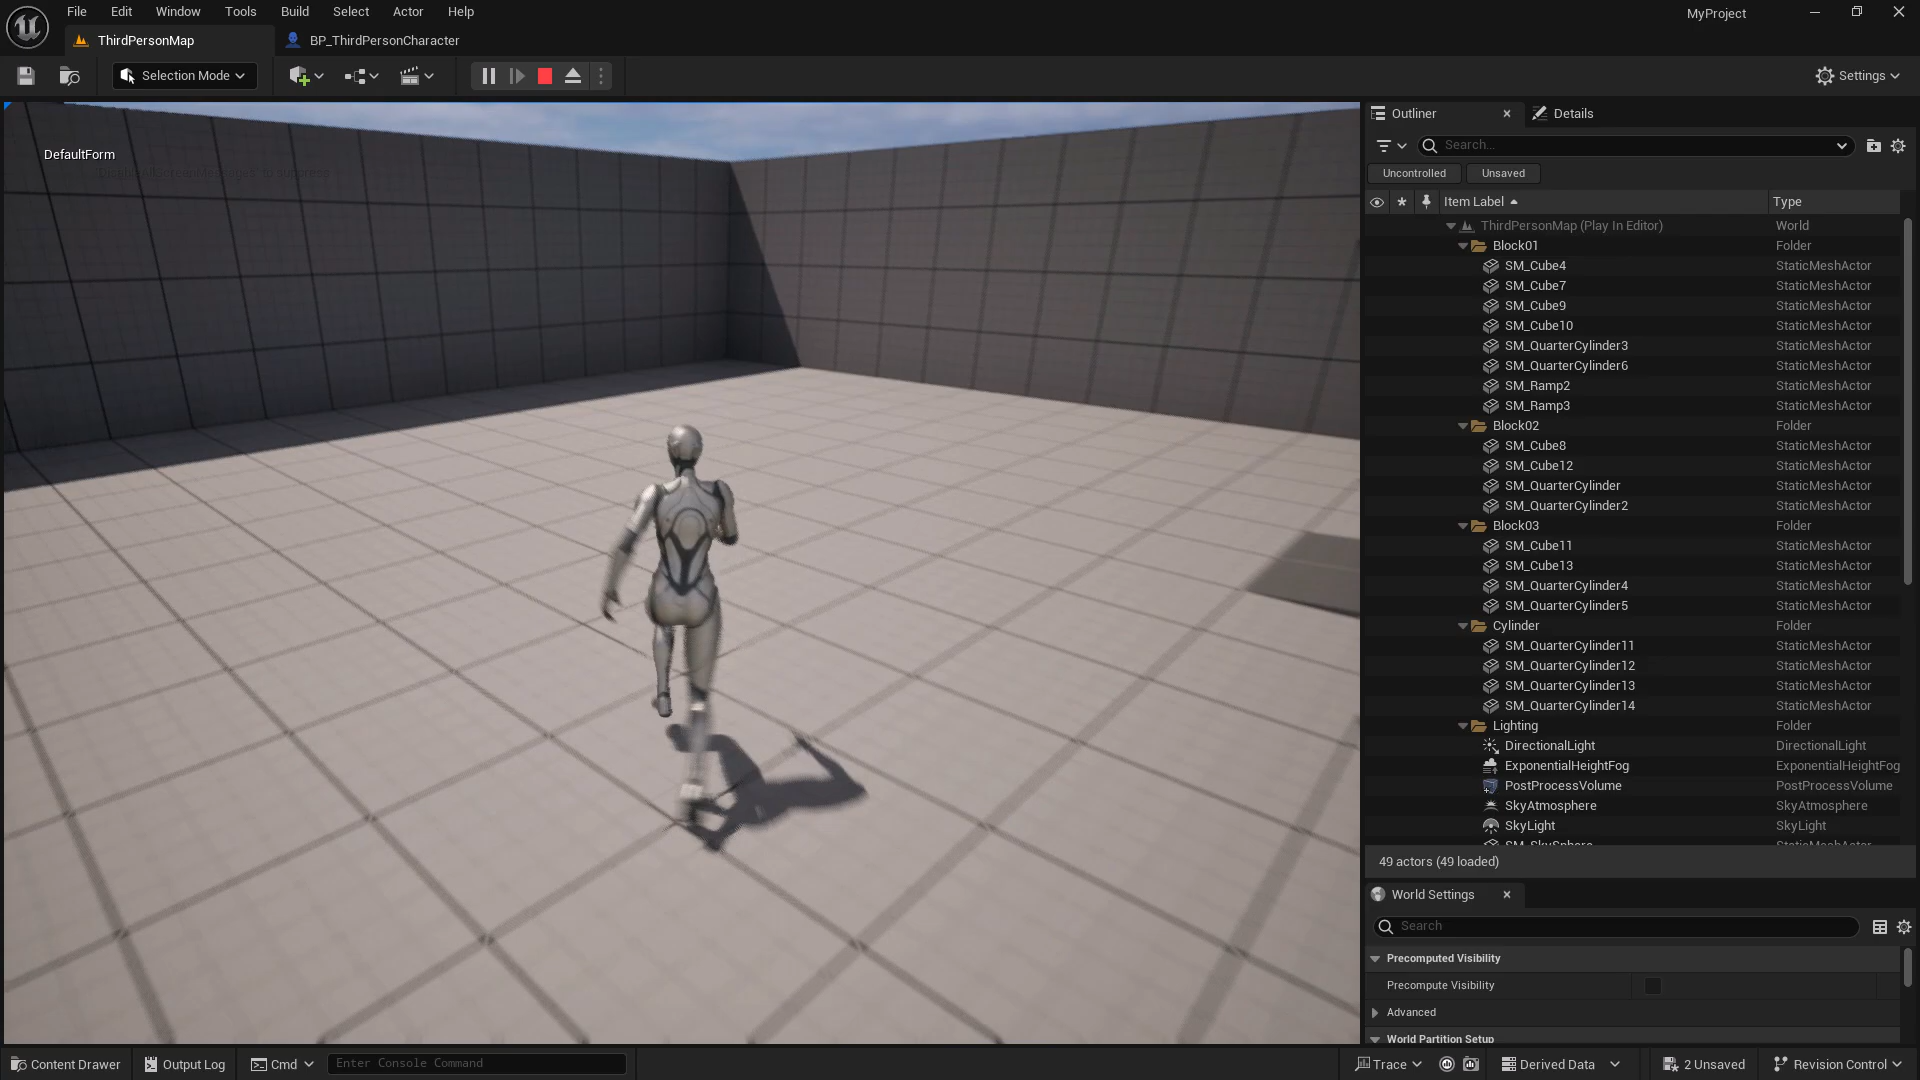 File Edit Window Tools Build Select Actor Help
MyProject
ThirdPersonMap
BP_ThirdPersonCharacter
Selection Mode
Settings
DefaultForm
Outliner
Details
Search...
Uncontrolled
Unsaved
Item Label
Type
ThirdPersonMap (Play In Editor) World
Block01 Folder
SM_Cube4 StaticMeshActor
SM_Cube7 StaticMeshActor
SM_Cube9 StaticMeshActor
SM_Cube10 StaticMeshActor
SM_QuarterCylinder3 StaticMeshActor
SM_QuarterCylinder6 StaticMeshActor
SM_Ramp2 StaticMeshActor
SM_Ramp3 StaticMeshActor
Block02 Folder
SM_Cube8 StaticMeshActor
SM_Cube12 StaticMeshActor
SM_QuarterCylinder StaticMeshActor
SM_QuarterCylinder2 StaticMeshActor
Block03 Folder
SM_Cube11 StaticMeshActor
SM_Cube13 StaticMeshActor
SM_QuarterCylinder4 StaticMeshActor
SM_QuarterCylinder5 StaticMeshActor
Cylinder Folder
SM_QuarterCylinder11 StaticMeshActor
SM_QuarterCylinder12 StaticMeshActor
SM_QuarterCylinder13 StaticMeshActor
SM_QuarterCylinder14 StaticMeshActor
Lighting Folder
DirectionalLight DirectionalLight
ExponentialHeightFog ExponentialHeightFog
PostProcessVolume PostProcessVolume
SkyAtmosphere SkyAtmosphere
SkyLight SkyLight
SM_SkySphere StaticMeshActor
49 actors (49 loaded)
World Settings
Search
Precomputed Visibility
Precompute Visibility
Advanced
World Partition Setup
Content Drawer
Output Log
Cmd
Enter Console Command
Trace
Derived Data
2 Unsaved
Revision Control